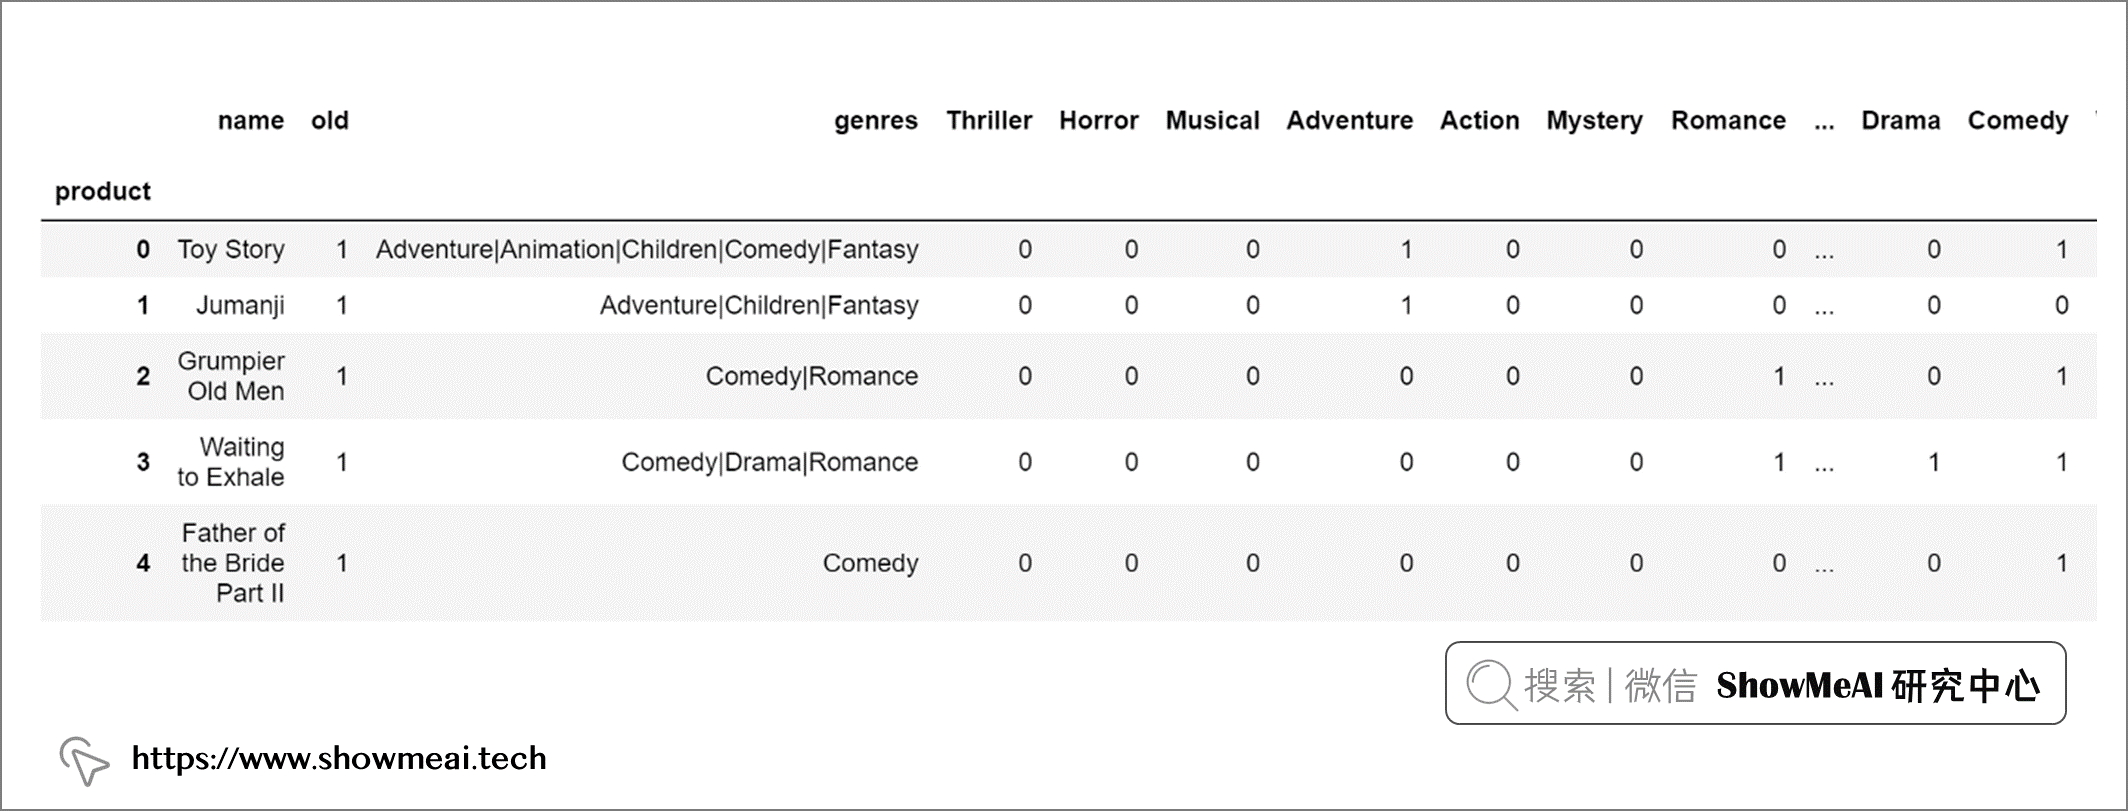 name old genres Thriller Horror Musical Adventure Action Mystery Romance ... Drama Comedy
product
0 Toy Story 1 Adventure|Animation|Children|Comedy|Fantasy 0 0 0 1 0 0 0 ... 0 1
1 Jumanji 1 Adventure|Children|Fantasy 0 0 0 1 0 0 0 ... 0 0
2 Grumpier Old Men 1 Comedy|Romance 0 0 0 0 0 0 1 ... 0 1
3 Waiting to Exhale 1 Comedy|Drama|Romance 0 0 0 0 0 0 1 ... 1 1
4 Father of the Bride Part II 1 Comedy 0 0 0 0 0 0 0 ... 0 1
搜索|微信 ShowMeAI 研究中心
https://www.showmeai.tech